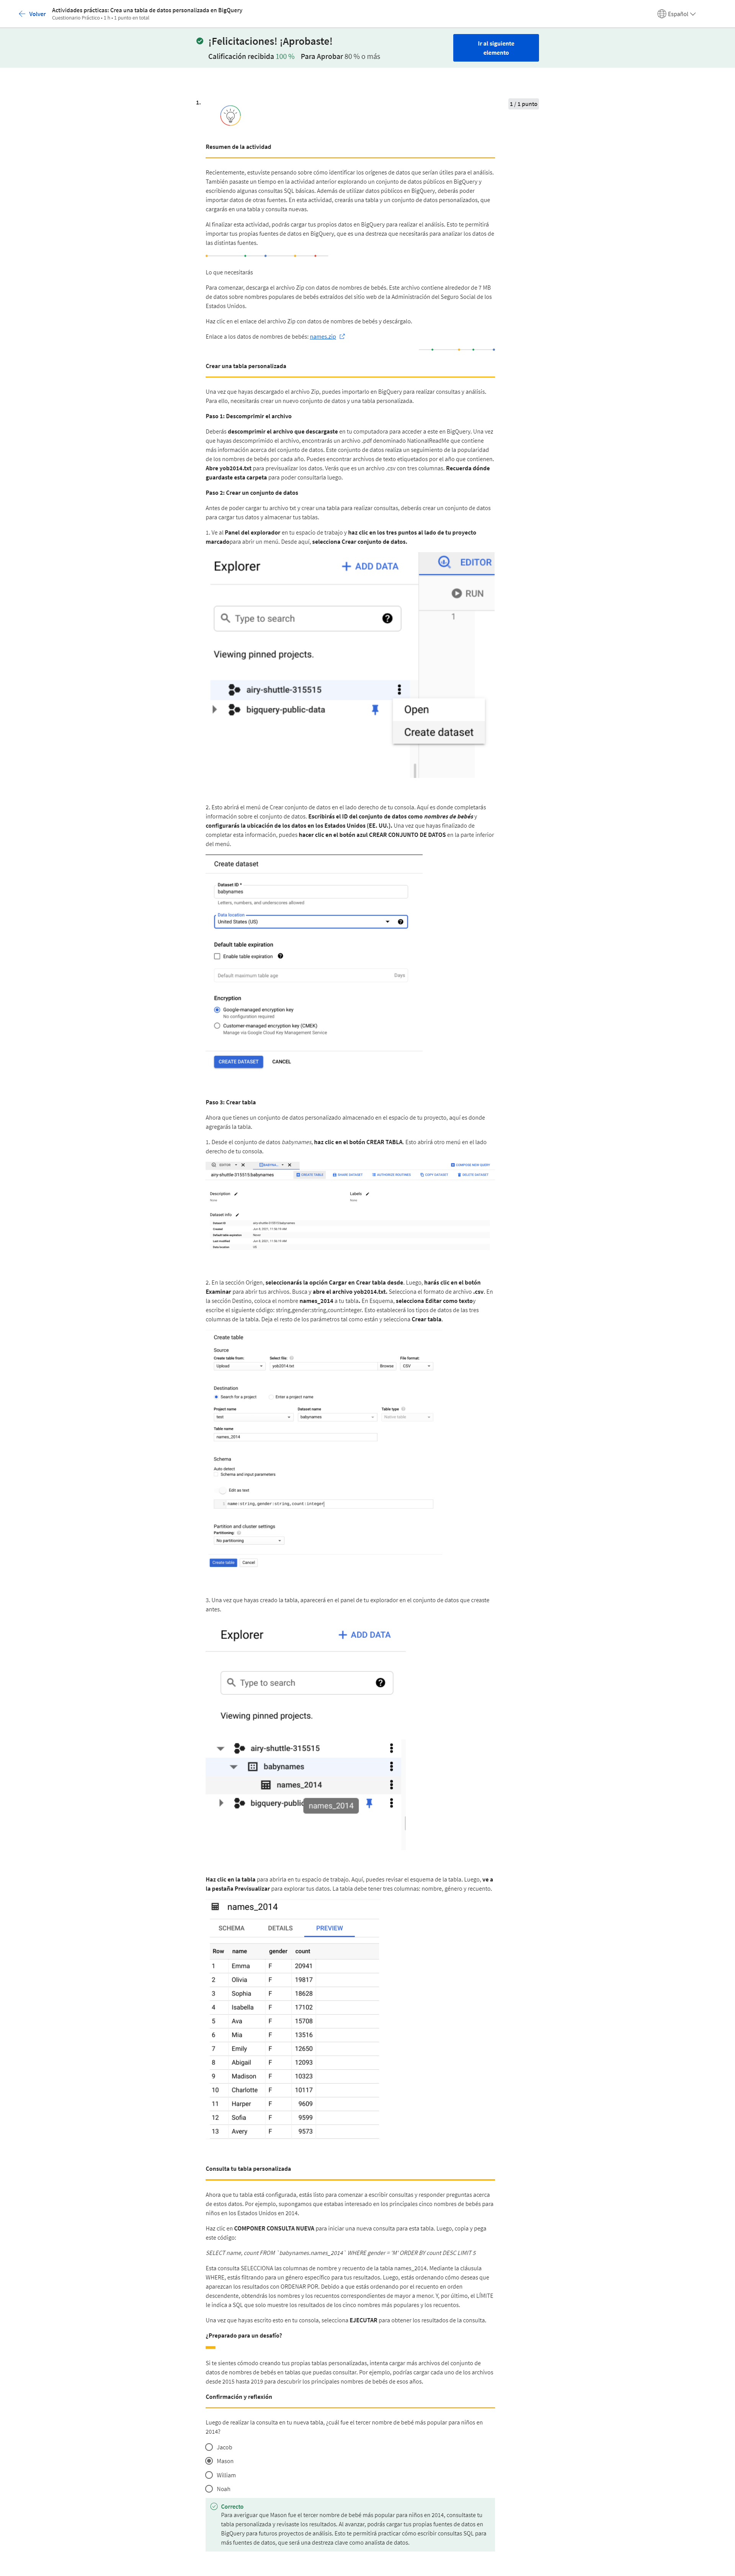 Volver
Actividades prácticas: Crea una tabla de datos personalizada en BigQuery
Cuestionario Práctico • 1 h • 1 punto en total
Español
¡Felicitaciones! ¡Aprobaste!
Calificación recibida 100 % Para Aprobar 80 % o más
Ir al siguiente
elemento
1.
1 / 1 punto
Resumen de la actividad
Recientemente, estuviste pensando sobre cómo identificar los orígenes de datos que serían útiles para el análisis.
También pasaste un tiempo en la actividad anterior explorando un conjunto de datos públicos en BigQuery y
escribiendo algunas consultas SQL básicas. Además de utilizar datos públicos en BigQuery, deberás poder
importar datos de otras fuentes. En esta actividad, crearás una tabla y un conjunto de datos personalizados, que
cargarás en una tabla y consulta nuevas.
Al finalizar esta actividad, podrás cargar tus propios datos en BigQuery para realizar el análisis. Esto te permitirá
importar tus propias fuentes de datos en BigQuery, que es una destreza que necesitarás para analizar los datos de
las distintas fuentes.
Lo que necesitarás
Para comenzar, descarga el archivo Zip con datos de nombres de bebés. Este archivo contiene alrededor de 7 MB
de datos sobre nombres populares de bebés extraídos del sitio web de la Administración del Seguro Social de los
Estados Unidos.
Haz clic en el enlace del archivo Zip con datos de nombres de bebés y descárgalo.
Enlace a los datos de nombres de bebés: names.zip
Crear una tabla personalizada
Una vez que hayas descargado el archivo Zip, puedes importarlo en BigQuery para realizar consultas y análisis.
Para ello, necesitarás crear un nuevo conjunto de datos y una tabla personalizada.
Paso 1: Descomprimir el archivo
Deberás descomprimir el archivo que descargaste en tu computadora para acceder a este en BigQuery. Una vez
que hayas descomprimido el archivo, encontrarás un archivo .pdf denominado NationalReadMe que contiene
más información acerca del conjunto de datos. Este conjunto de datos realiza un seguimiento de la popularidad
de los nombres de bebés por cada año. Puedes encontrar archivos de texto etiquetados por el año que contienen.
Abre yob2014.txt para previsualizar los datos. Verás que es un archivo .csv con tres columnas. Recuerda dónde
guardaste esta carpeta para poder consultarla luego.
Paso 2: Crear un conjunto de datos
Antes de poder cargar tu archivo txt y crear una tabla para realizar consultas, deberás crear un conjunto de datos
para cargar tus datos y almacenar tus tablas.
1. Ve al Panel del explorador en tu espacio de trabajo y haz clic en los tres puntos al lado de tu proyecto
marcadopara abrir un menú. Desde aquí, selecciona Crear conjunto de datos.
Explorer
ADD DATA
EDITOR
RUN
1
Type to search
Viewing pinned projects.
airy-shuttle-315515
bigquery-public-data
Open
Create dataset
2. Esto abrirá el menú de Crear conjunto de datos en el lado derecho de tu consola. Aquí es donde completarás
información sobre el conjunto de datos. Escribirás el ID del conjunto de datos como nombres de bebés y
configurarás la ubicación de los datos en los Estados Unidos (EE. UU.). Una vez que hayas finalizado de
completar esta información, puedes hacer clic en el botón azul CREAR CONJUNTO DE DATOS en la parte inferior
del menú.
Create dataset
Dataset ID *
babynames
Letters, numbers, and underscores allowed
Data location
United States (US)
Default table expiration
Enable table expiration
Default maximum table age
Days
Encryption
Google-managed encryption key
No configuration required
Customer-managed encryption key (CMEK)
Manage via Google Cloud Key Management Service
CREATE DATASET CANCEL
Paso 3: Crear tabla
Ahora que tienes un conjunto de datos personalizado almacenado en el espacio de tu proyecto, aquí es donde
agregarás la tabla.
1. Desde el conjunto de datos babynames, haz clic en el botón CREAR TABLA. Esto abrirá otro menú en el lado
derecho de tu consola.
EDITOR
COMPOSE NEW QUERY
airy-shuttle-315515:babynames
CREATE TABLE SHARE DATASET AUTHORIZE ROUTINES COPY DATASET DELETE DATASET
Description
None
Labels
None
Dataset info
Dataset ID
Created
Default table expiration
Never
Last modified
Data location
US
2. En la sección Origen, seleccionarás la opción Cargar en Crear tabla desde. Luego, harás clic en el botón
Examinar para abrir tus archivos. Busca y abre el archivo yob2014.txt. Selecciona el formato de archivo .csv. En
la sección Destino, coloca el nombre names_2014 a tu tabla. En Esquema, selecciona Editar como textoy
escribe el siguiente código: string,gender:string,count:integer. Esto establecerá los tipos de datos de las tres
columnas de la tabla. Deja el resto de los parámetros tal como están y selecciona Crear tabla.
Create table
Source
Create table from:
Select file:
File format:
Upload
yob2014.txt
Browse
CSV
Destination
Search for a project
Enter a project name
Project name
Dataset name
Table type
test
babynames
Native table
Table name
names_2014
Schema
Auto detect
Schema and input parameters
Edit as text
1 name:string,gender:string,count:integer
Partition and cluster settings
Partitioning:
No partitioning
Create table Cancel
3. Una vez que hayas creado la tabla, aparecerá en el panel de tu explorador en el conjunto de datos que creaste
antes.
Explorer
ADD DATA
Type to search
Viewing pinned projects.
airy-shuttle-315515
babynames
names_2014
bigquery-public
names_2014
Haz clic en la tabla para abrirla en tu espacio de trabajo. Aquí, puedes revisar el esquema de la tabla. Luego, ve a
la pestaña Previsualizar para explorar tus datos. La tabla debe tener tres columnas: nombre, género y recuento.
names_2014
SCHEMA DETAILS PREVIEW
Row name gender count
1 Emma F 20941
2 Olivia F 19817
3 Sophia F 18628
4 Isabella F 17102
5 Ava F 15708
6 Mia F 13516
7 Emily F 12650
8 Abigail F 12093
9 Madison F 10323
10 Charlotte F 10117
11 Harper F 9609
12 Sofia F 9599
13 Avery F 9573
Consulta tu tabla personalizada
Ahora que tu tabla está configurada, estás listo para comenzar a escribir consultas y responder preguntas acerca
de estos datos. Por ejemplo, supongamos que estabas interesado en los principales cinco nombres de bebés para
niños en los Estados Unidos en 2014.
Haz clic en COMPONER CONSULTA NUEVA para iniciar una nueva consulta para esta tabla. Luego, copia y pega
este código:
SELECT name, count FROM `babynames.names_2014` WHERE gender = 'M' ORDER BY count DESC LIMIT 5
Esta consulta SELECCIONA las columnas de nombre y recuento de la tabla names_2014. Mediante la cláusula
WHERE, estás filtrando para un género específico para tus resultados. Luego, estás ordenando cómo deseas que
aparezcan los resultados con ORDENAR POR. Debido a que estás ordenando por el recuento en orden
descendente, obtendrás los nombres y los recuentos correspondientes de mayor a menor. Y, por último, el LÍMITE
le indica a SQL que solo muestre los resultados de los cinco nombres más populares y los recuentos.
Una vez que hayas escrito esto en tu consola, selecciona EJECUTAR para obtener los resultados de la consulta.
¿Preparado para un desafío?
Si te sientes cómodo creando tus propias tablas personalizadas, intenta cargar más archivos del conjunto de
datos de nombres de bebés en tablas que puedas consultar. Por ejemplo, podrías cargar cada uno de los archivos
desde 2015 hasta 2019 para descubrir los principales nombres de bebés de esos años.
Confirmación y reflexión
Luego de realizar la consulta en tu nueva tabla, ¿cuál fue el tercer nombre de bebé más popular para niños en
2014?
Jacob
Mason
William
Noah
Correcto
Para averiguar que Mason fue el tercer nombre de bebé más popular para niños en 2014, consultaste tu
tabla personalizada y revisaste los resultados. Al avanzar, podrás cargar tus propias fuentes de datos en
BigQuery para futuros proyectos de análisis. Esto te permitirá practicar cómo escribir consultas SQL para
más fuentes de datos, que será una destreza clave como analista de datos.